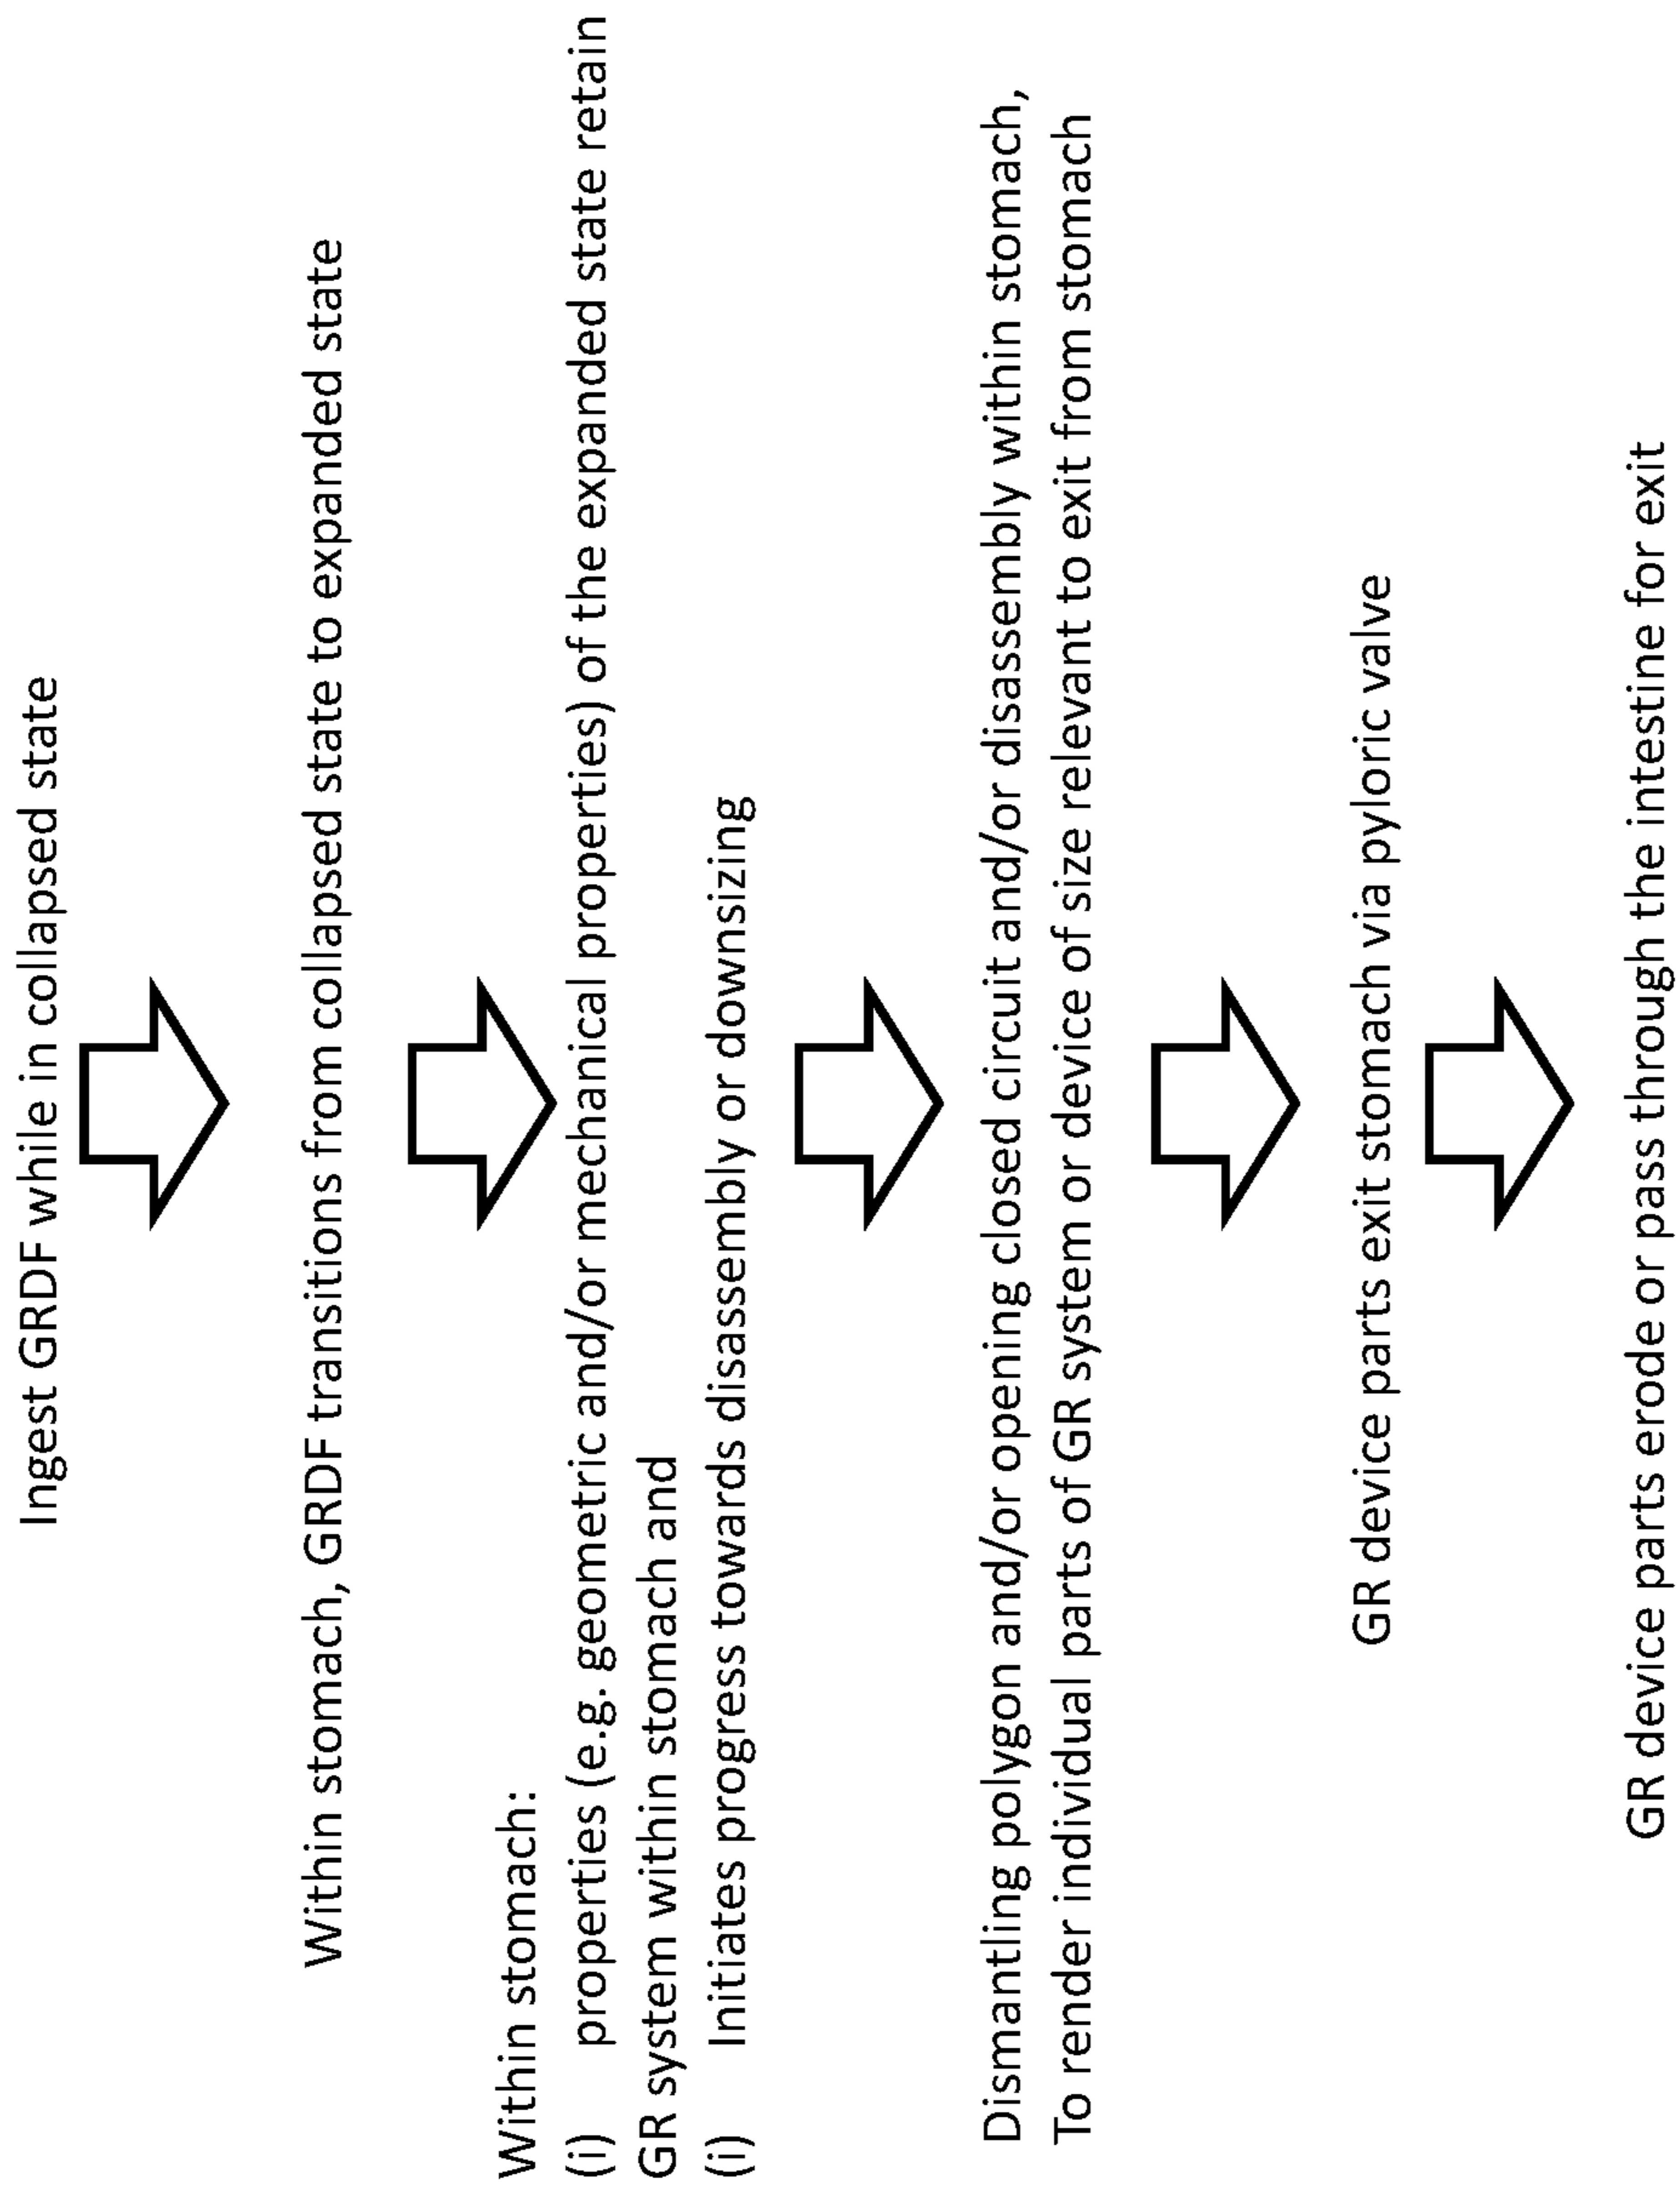 Ingest GRDF while in collapsed state
Within stomach, GRDF transitions from collapsed state to expanded state
Within stomach:
(i) properties (e.g. geometric and/or mechanical properties) of the expanded state retain
GR system within stomach and
(i) Initiates progress towards disassembly or downsizing
Dismantling polygon and/or opening closed circuit and/or disassembly within stomach,
To render individual parts of GR system or device of size relevant to exit from stomach
GR device parts exit stomach via pyloric valve
GR device parts erode or pass through the intestine for exit